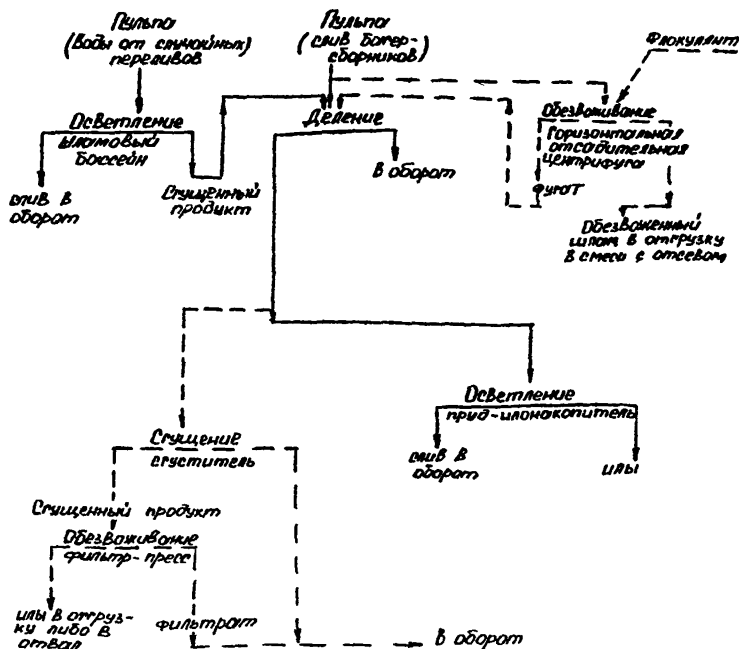 Пульпа
(Воды от случайных)
переливов
Пульпа
(слив багер-
сборников)
Флокуллант
Осветление
Шламовый
бассейн
Деление
Обезвоживание
Горизонтальная
отсадительная
центрифуга
слив в
оборот
Сгущенный
продукт
в оборот
Фугат
Обезвоженный
шлам в отгрузку
в смеси с отсевом
Осветление
пруд-илонакопитель
слив в
оборот
илы
Сгущение
сгуститель
Сгущенный продукт
Обезвоживание
фильтр-пресс
илы в отгруз-
ку либо в
отвал
фильтрат
в оборот